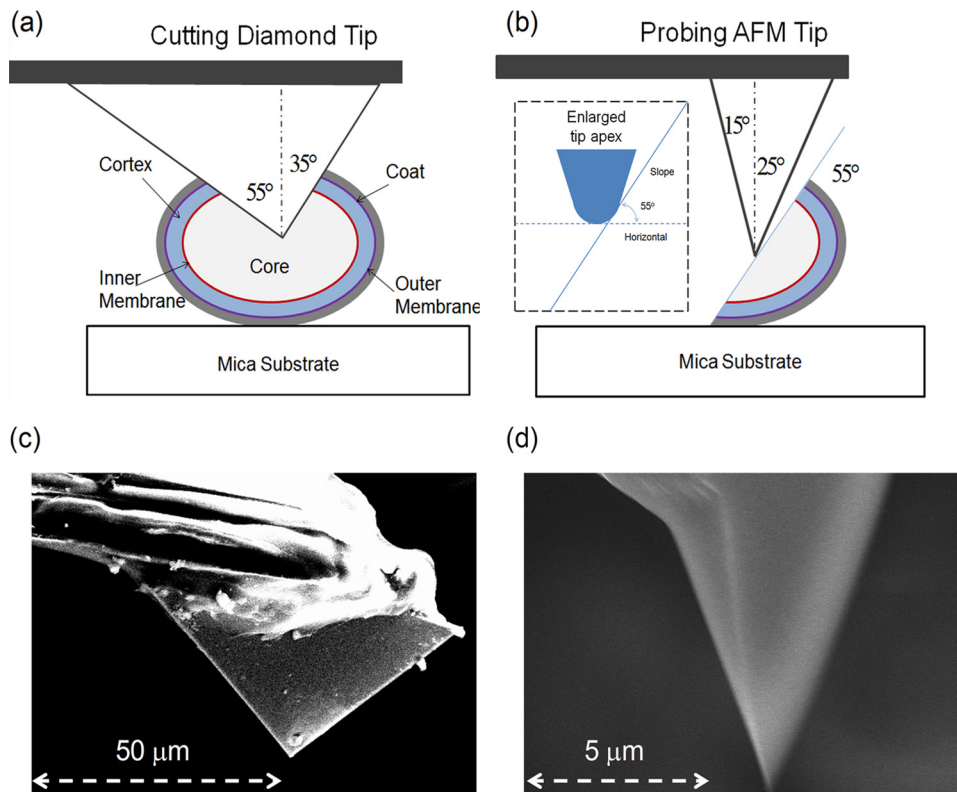 (a)
Cutting Diamond Tip
35°
55°
Cortex
Coat
Core
Inner
Membrane
Outer
Membrane
Mica Substrate
(b)
Probing AFM Tip
Enlarged
tip apex
Slope
55°
Horizontal
15°
25°
55°
Mica Substrate
(c)
50 μm
(d)
5 μm